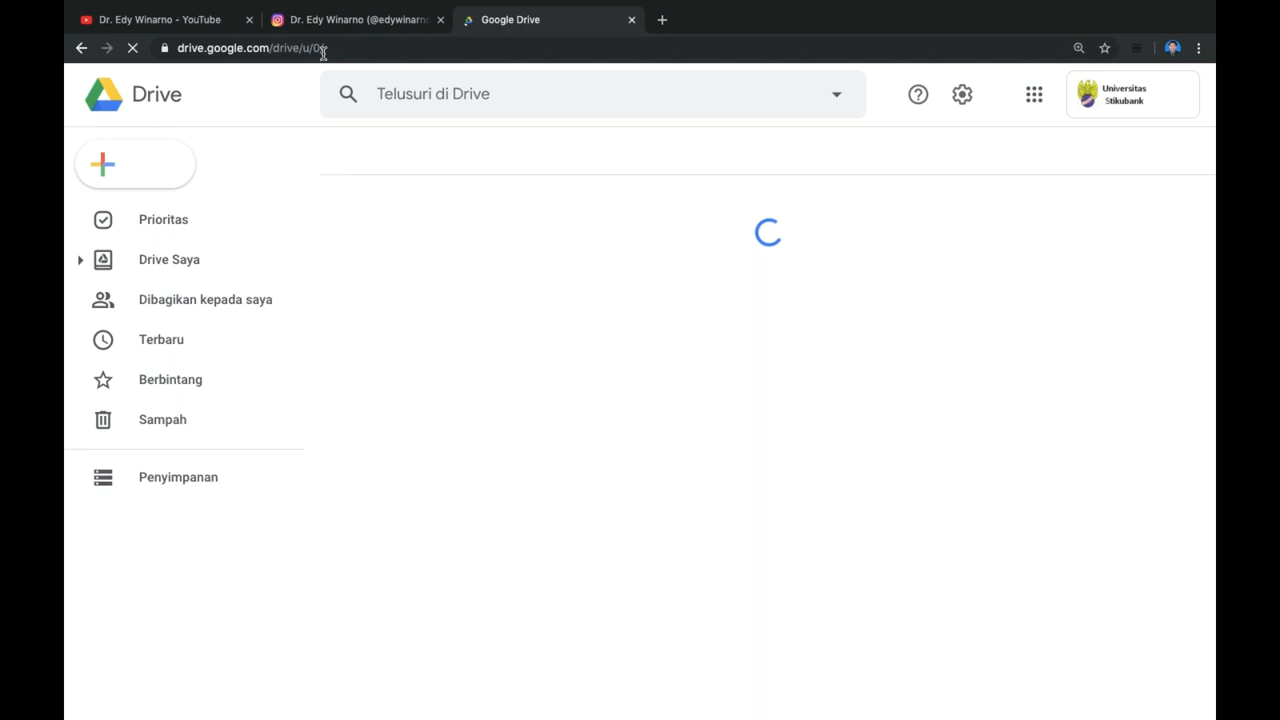 Dr. Edy Winarno - YouTube
Dr. Edy Winarno (@edywinarno
Google Drive
drive.google.com/drive/u/0
Drive
Telusuri di Drive
Universitas
Stikubank
Prioritas
Drive Saya
Dibagikan kepada saya
Terbaru
Berbintang
Sampah
Penyimpanan